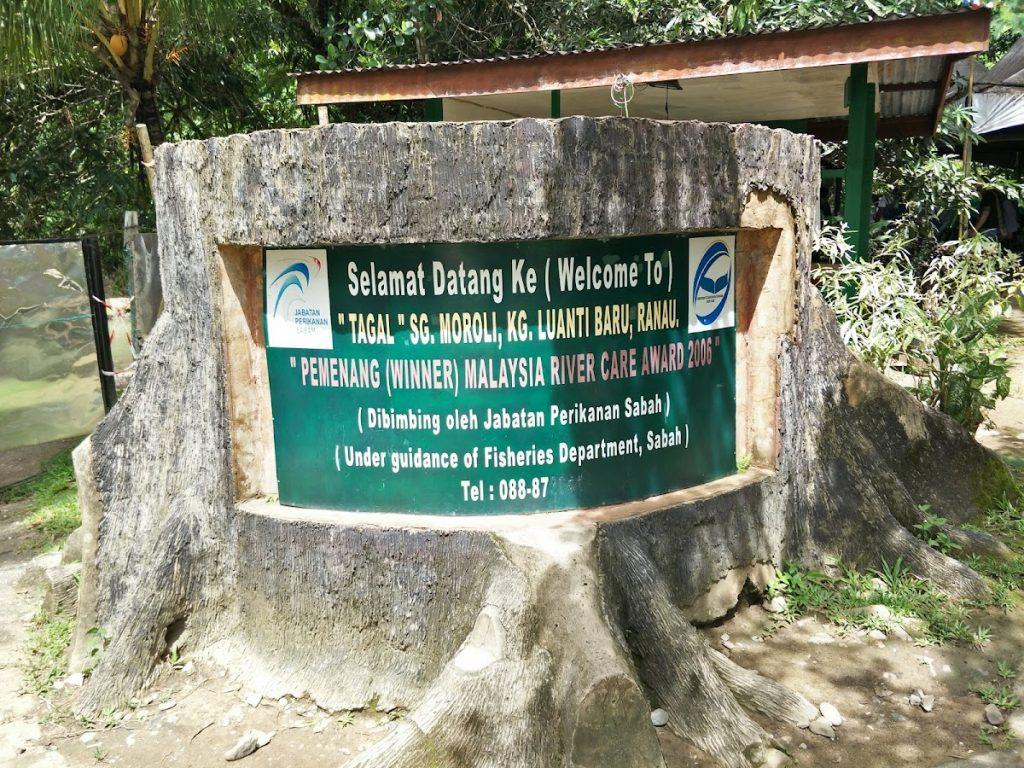 Selamat Datang Ke ( Welcome To )
" TAGAL " SG. MOROLI, KG. LUANTI BARU, RANAU.
" PEMENANG (WINNER) MALAYSIA RIVER CARE AWARD 2006 "
( Dibimbing oleh Jabatan Perikanan Sabah )
( Under guidance of Fisheries Department, Sabah )
Tel : 088-87
JABATAN
PERIKANAN
SABAH